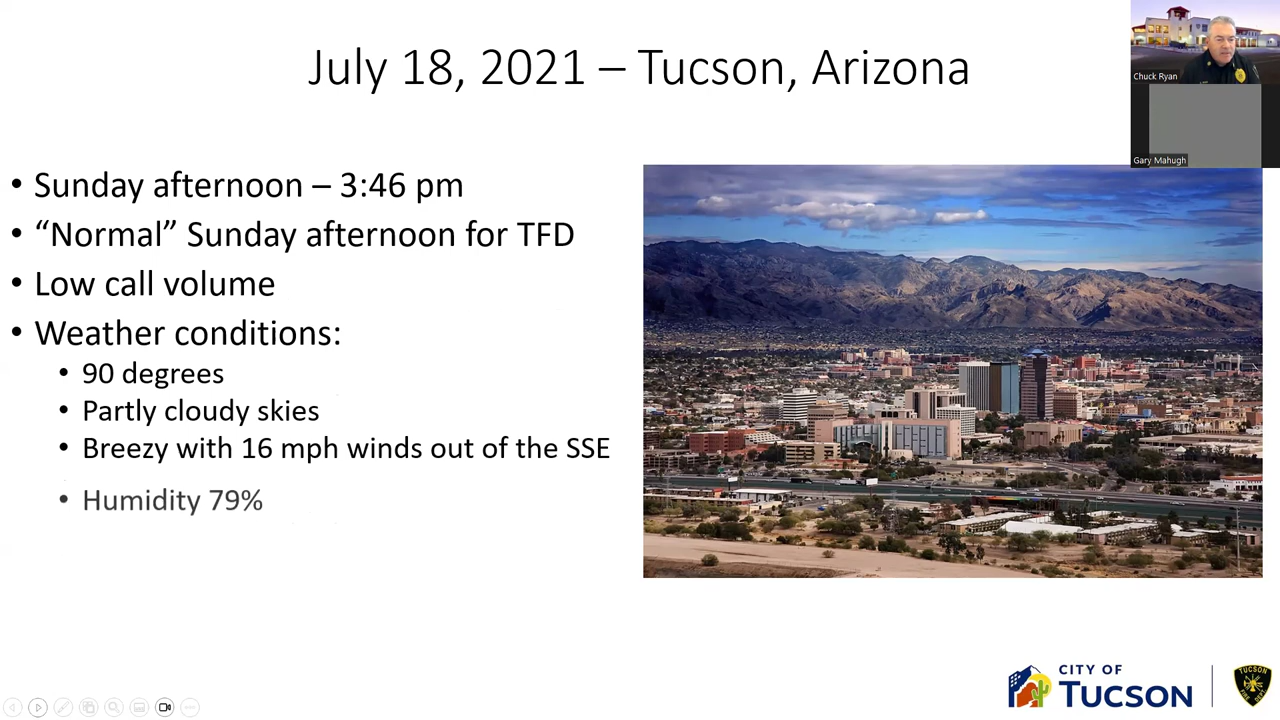 July 18, 2021 – Tucson, Arizona
Chuck Ryan
Gary Mahugh
• Sunday afternoon – 3:46 pm
• “Normal” Sunday afternoon for TFD
• Low call volume
• Weather conditions:
• 90 degrees
• Partly cloudy skies
• Breezy with 16 mph winds out of the SSE
• Humidity 79%
CITY OF
TUCSON
TUCSON